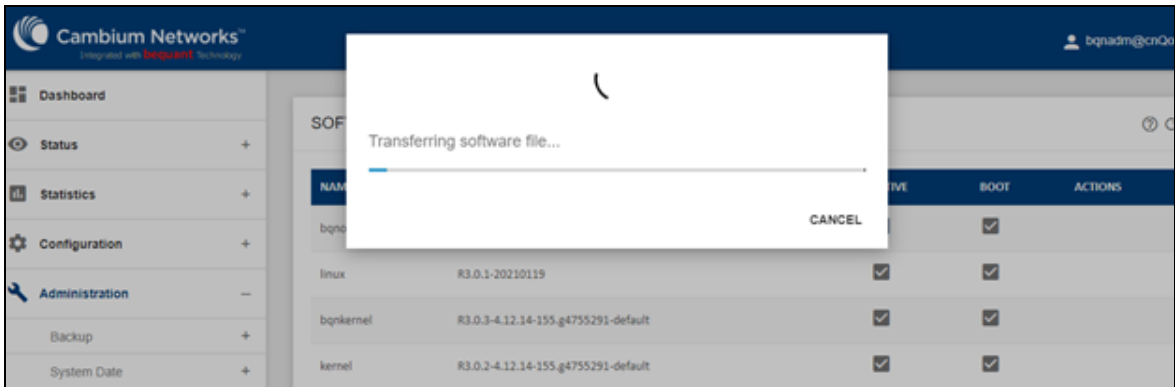 Cambium Networks™
Integrated with bequant Technology
bqnadm@cnQo
Dashboard
Status +
Statistics +
Configuration +
Administration −
Backup +
System Date +
SOF
Transferring software file...
CANCEL
NAM TIVE BOOT ACTIONS
bqno
linux R3.0.1-20210119
bqnkernel R3.0.3-4.12.14-155.g4755291-default
kernel R3.0.2-4.12.14-155.g4755291-default